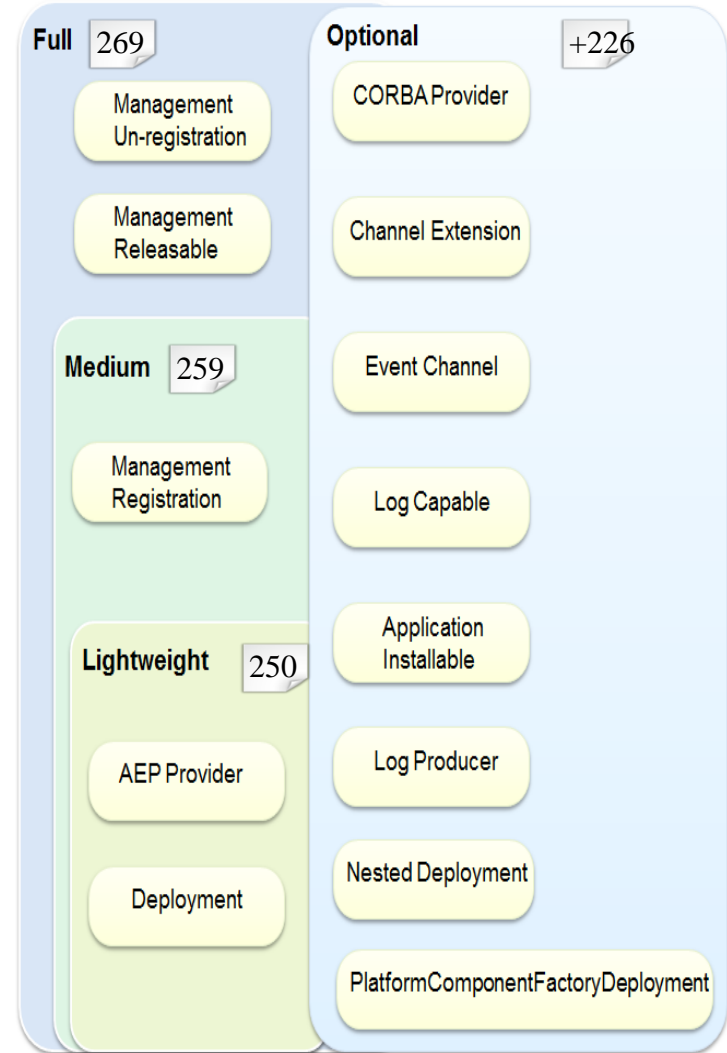 Full
269
Management
Un-registration
Management
Releasable
Medium
259
Management
Registration
Lightweight
250
AEP Provider
Deployment
Optional
+226
CORBA Provider
Channel Extension
Event Channel
Log Capable
Application
Installable
Log Producer
Nested Deployment
PlatformComponentFactoryDeployment